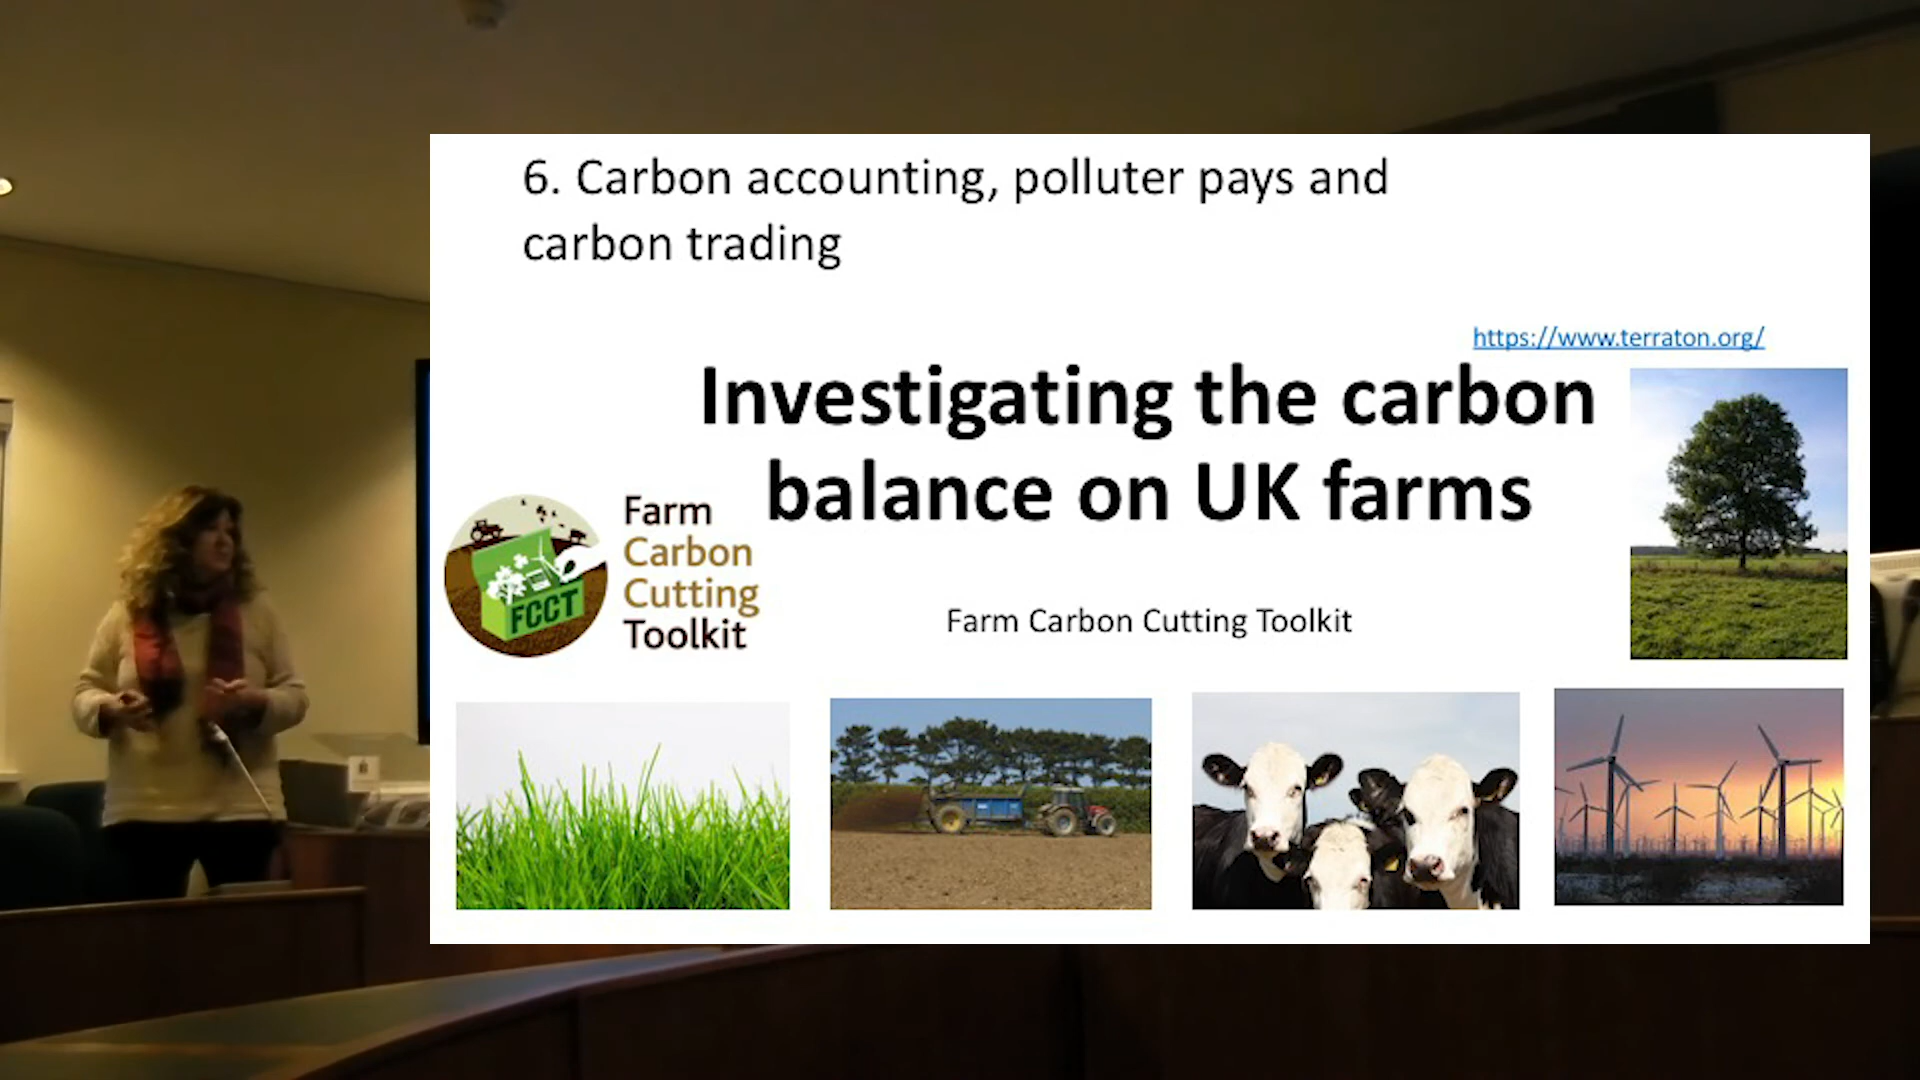 6. Carbon accounting, polluter pays and
carbon trading
https://www.terraton.org/
Investigating the carbon
balance on UK farms
FCCT
Farm
Carbon
Cutting
Toolkit
Farm Carbon Cutting Toolkit